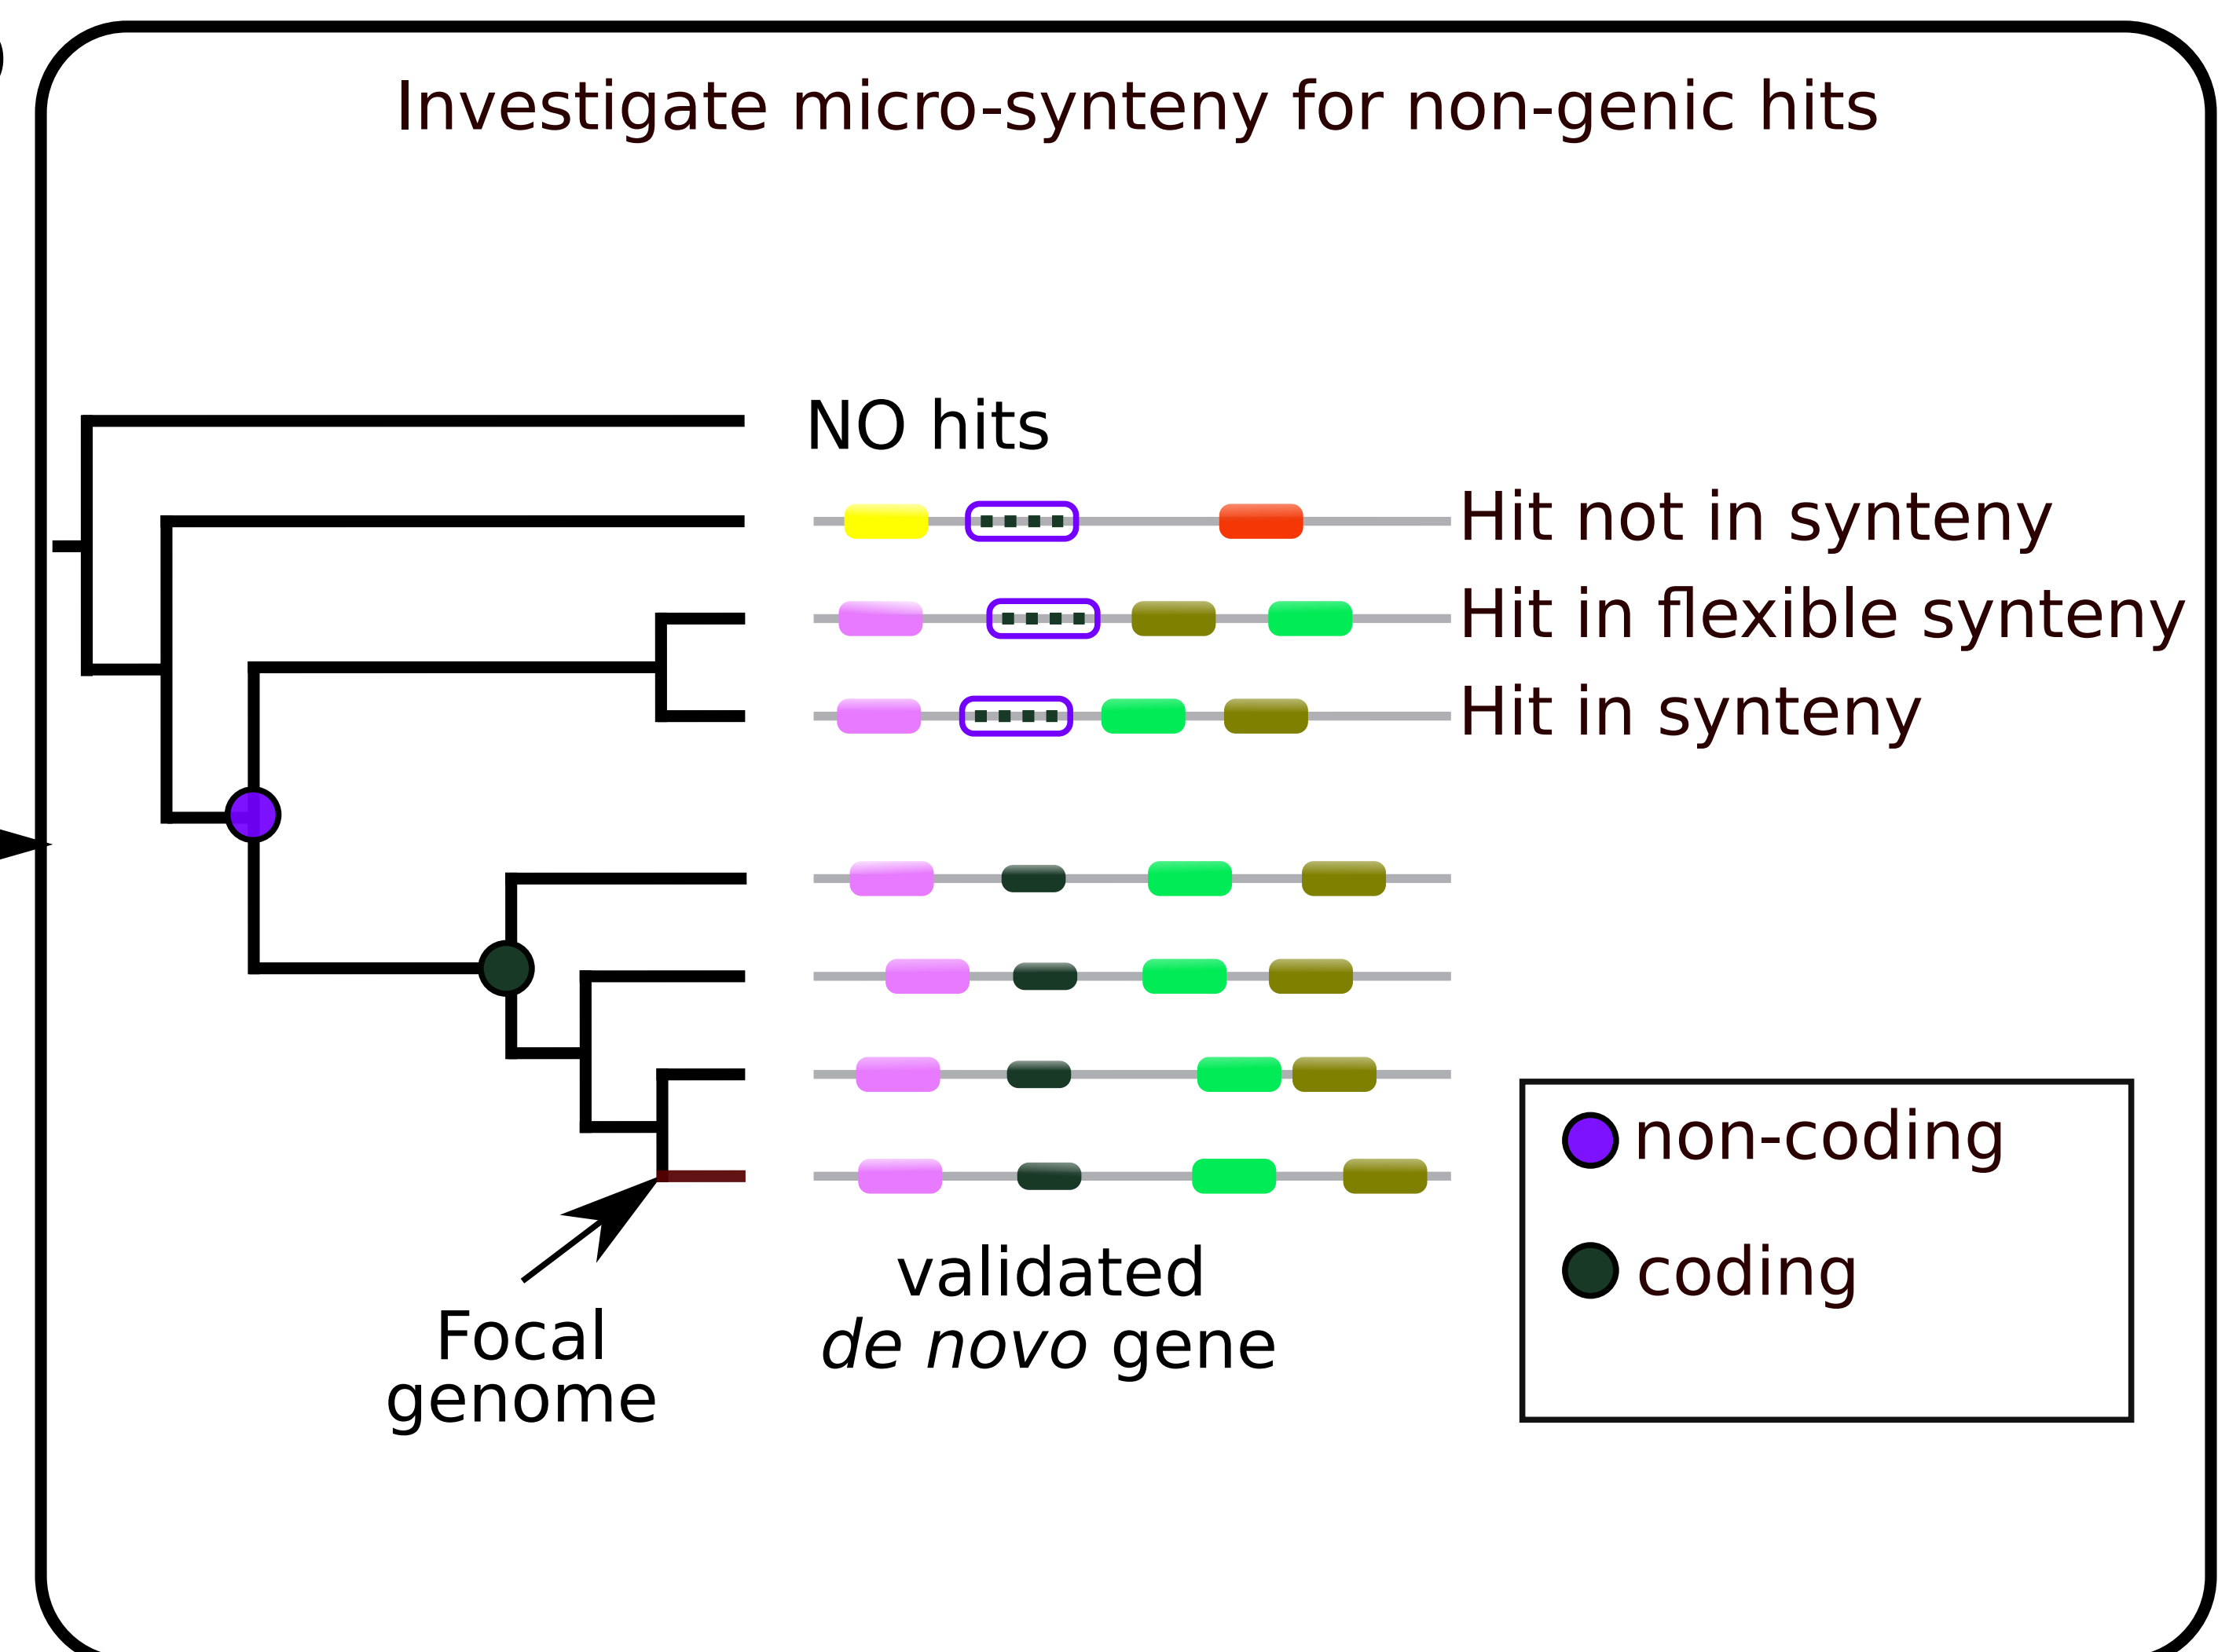 Investigate micro-synteny for non-genic hits
NO hits
Hit not in synteny
Hit in flexible synteny
Hit in synteny
Focal
genome
validated
de novo gene
non-coding
coding